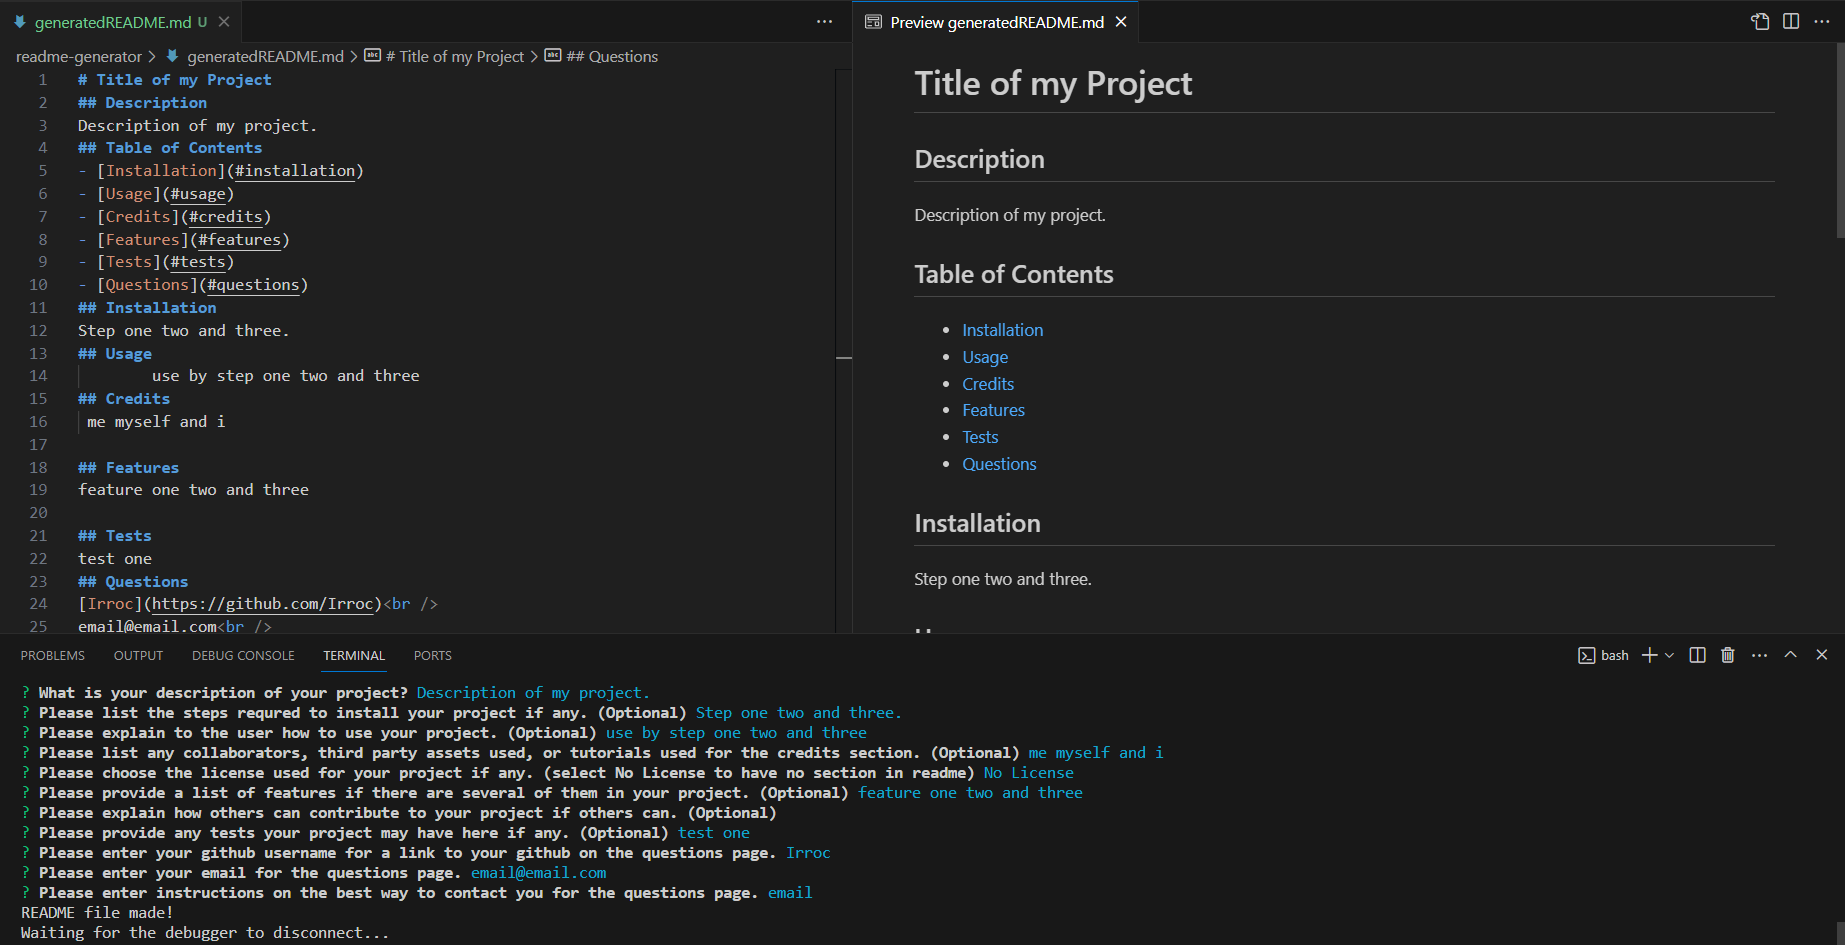 generatedREADME.md U
readme-generator > generatedREADME.md > # Title of my Project > ## Questions
1 # Title of my Project
2 ## Description
3 Description of my project.
4 ## Table of Contents
5 - [Installation](#installation)
6 - [Usage](#usage)
7 - [Credits](#credits)
8 - [Features](#features)
9 - [Tests](#tests)
10 - [Questions](#questions)
11 ## Installation
12 Step one two and three.
13 ## Usage
14 use by step one two and three
15 ## Credits
16 me myself and i
17
18 ## Features
19 feature one two and three
20
21 ## Tests
22 test one
23 ## Questions
24 [Irroc](https://github.com/Irroc)<br />
25 email@email.com<br />
Preview generatedREADME.md
Title of my Project
Description
Description of my project.
Table of Contents
• Installation
• Usage
• Credits
• Features
• Tests
• Questions
Installation
Step one two and three.
PROBLEMS OUTPUT DEBUG CONSOLE TERMINAL PORTS
bash
? What is your description of your project? Description of my project.
? Please list the steps requred to install your project if any. (Optional) Step one two and three.
? Please explain to the user how to use your project. (Optional) use by step one two and three
? Please list any collaborators, third party assets used, or tutorials used for the credits section. (Optional) me myself and i
? Please choose the license used for your project if any. (select No License to have no section in readme) No License
? Please provide a list of features if there are several of them in your project. (Optional) feature one two and three
? Please explain how others can contribute to your project if others can. (Optional)
? Please provide any tests your project may have here if any. (Optional) test one
? Please enter your github username for a link to your github on the questions page. Irroc
? Please enter your email for the questions page. email@email.com
? Please enter instructions on the best way to contact you for the questions page. email
README file made!
Waiting for the debugger to disconnect...